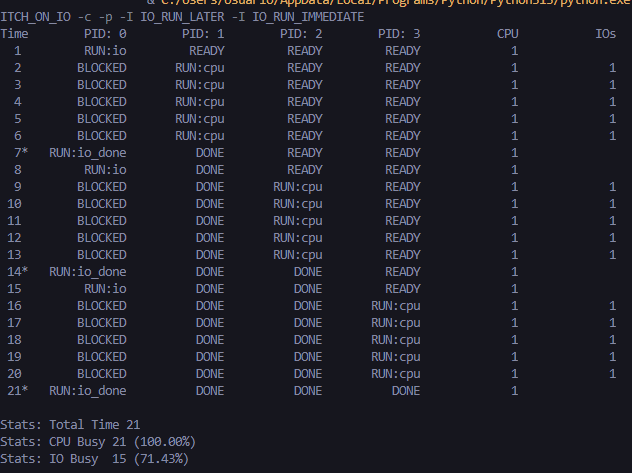 & C:/Users/Usuario/AppData/Local/Programs/Python/Python313/python.exe
ITCH_ON_IO -c -p -I IO_RUN_LATER -I IO_RUN_IMMEDIATE
Time PID: 0 PID: 1 PID: 2 PID: 3 CPU IOs
1 RUN:io READY READY READY 1
2 BLOCKED RUN:cpu READY READY 1 1
3 BLOCKED RUN:cpu READY READY 1 1
4 BLOCKED RUN:cpu READY READY 1 1
5 BLOCKED RUN:cpu READY READY 1 1
6 BLOCKED RUN:cpu READY READY 1 1
7* RUN:io_done DONE READY READY 1
8 RUN:io DONE READY READY 1
9 BLOCKED DONE RUN:cpu READY 1 1
10 BLOCKED DONE RUN:cpu READY 1 1
11 BLOCKED DONE RUN:cpu READY 1 1
12 BLOCKED DONE RUN:cpu READY 1 1
13 BLOCKED DONE RUN:cpu READY 1 1
14* RUN:io_done DONE DONE READY 1
15 RUN:io DONE DONE READY 1
16 BLOCKED DONE DONE RUN:cpu 1 1
17 BLOCKED DONE DONE RUN:cpu 1 1
18 BLOCKED DONE DONE RUN:cpu 1 1
19 BLOCKED DONE DONE RUN:cpu 1 1
20 BLOCKED DONE DONE RUN:cpu 1 1
21* RUN:io_done DONE DONE DONE 1
Stats: Total Time 21
Stats: CPU Busy 21 (100.00%)
Stats: IO Busy 15 (71.43%)